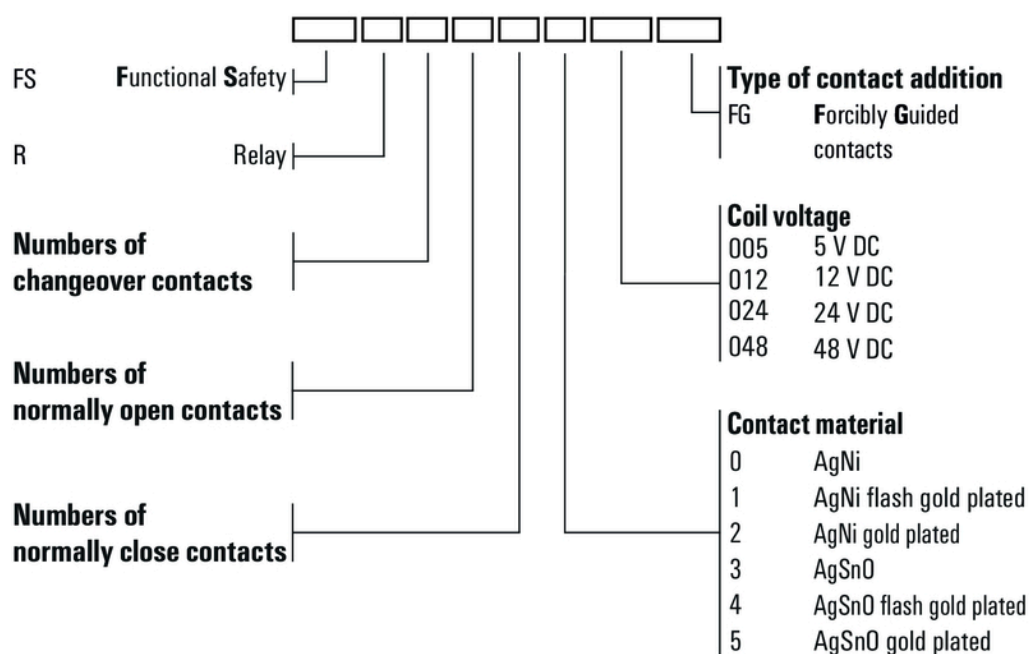 FS Functional Safety
R Relay
Numbers of
changeover contacts
Numbers of
normally open contacts
Numbers of
normally close contacts
Type of contact addition
FG Forcibly Guided
contacts
Coil voltage
005 5 V DC
012 12 V DC
024 24 V DC
048 48 V DC
Contact material
0 AgNi
1 AgNi flash gold plated
2 AgNi gold plated
3 AgSnO
4 AgSnO flash gold plated
5 AgSnO gold plated